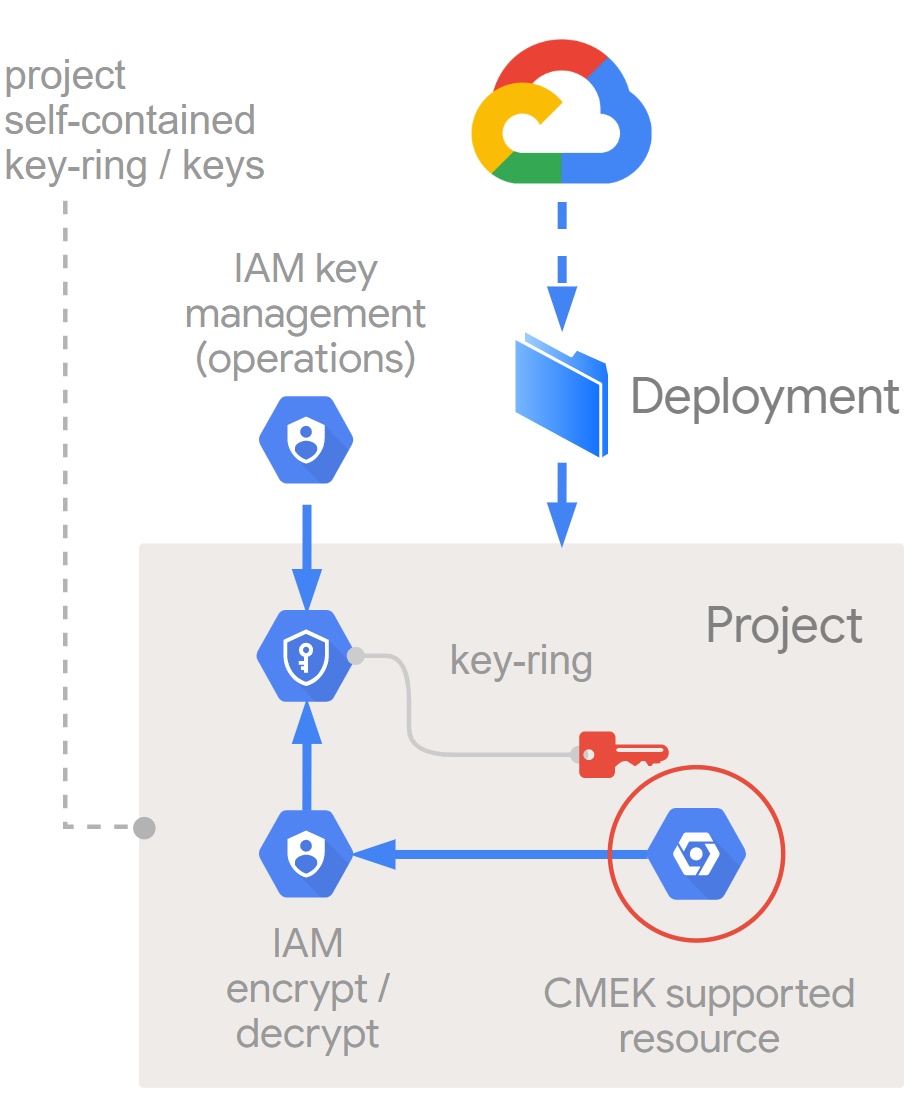 project
self-contained
key-ring / keys
IAM key
management
(operations)
Deployment
Project
key-ring
IAM
encrypt /
decrypt
CMEK supported
resource